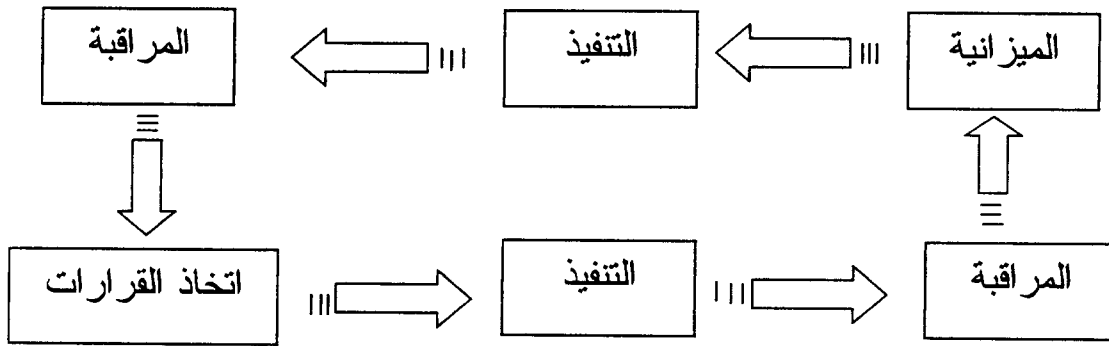 الميزانية
التنفيذ
المراقبة
اتخاذ القرارات
التنفيذ
المراقبة